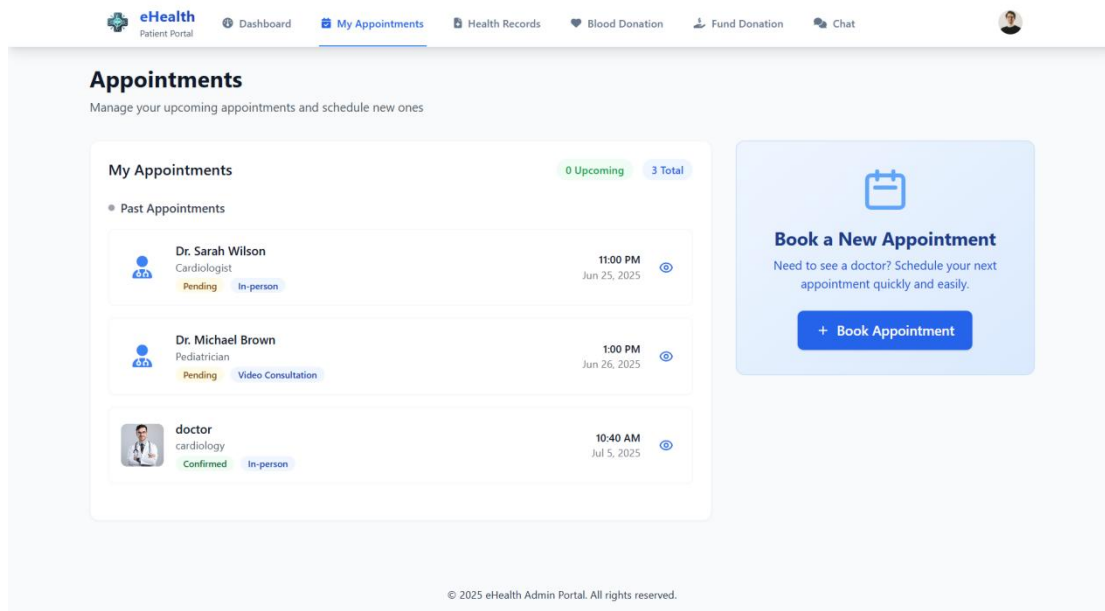 eHealth
Patient Portal
Dashboard
My Appointments
Health Records
Blood Donation
Fund Donation
Chat
Appointments
Manage your upcoming appointments and schedule new ones
My Appointments
0 Upcoming
3 Total
Past Appointments
Dr. Sarah Wilson
Cardiologist
Pending
In-person
11:00 PM
Jun 25, 2025
Dr. Michael Brown
Pediatrician
Pending
Video Consultation
1:00 PM
Jun 26, 2025
doctor
cardiology
Confirmed
In-person
10:40 AM
Jul 5, 2025
Book a New Appointment
Need to see a doctor? Schedule your next
appointment quickly and easily.
+ Book Appointment
© 2025 eHealth Admin Portal. All rights reserved.